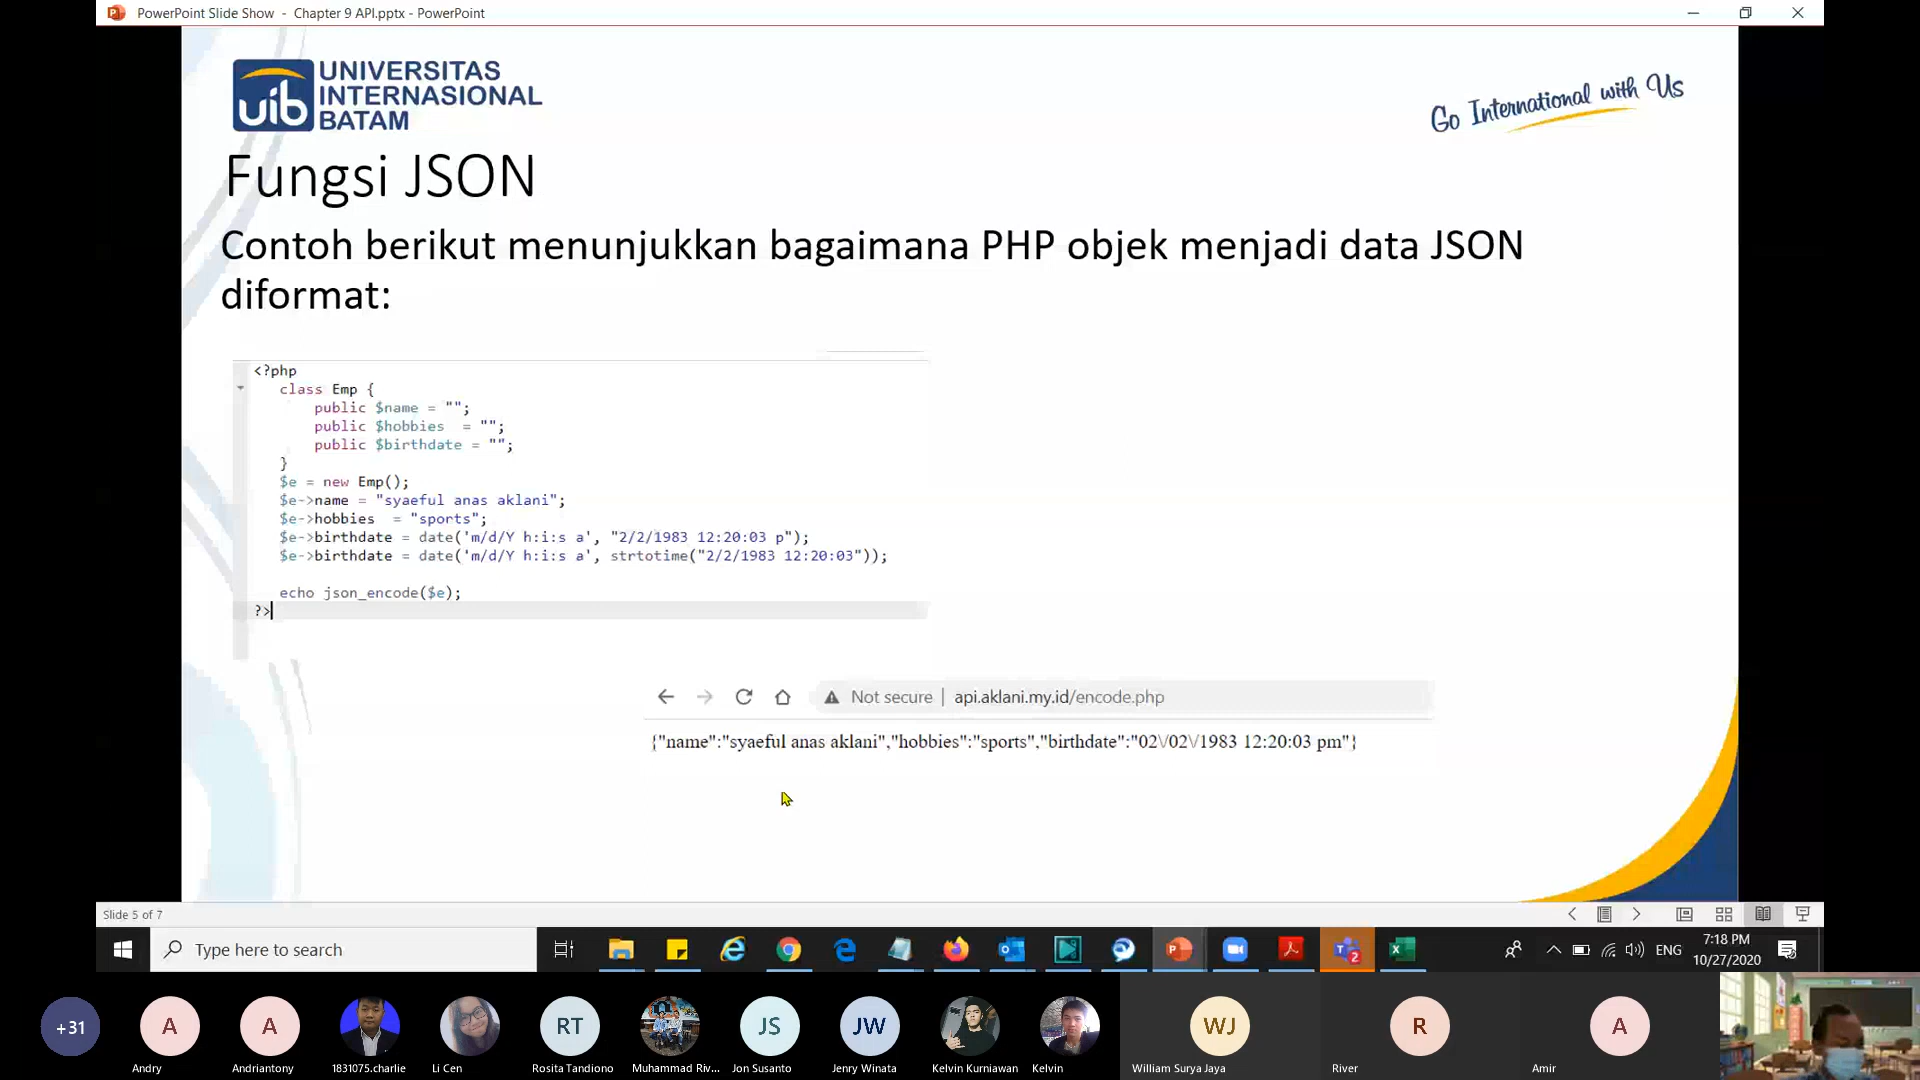 PowerPoint Slide Show - Chapter 9 API.pptx - PowerPoint
uib UNIVERSITAS
INTERNASIONAL
BATAM
Go International with Us
Fungsi JSON
Contoh berikut menunjukkan bagaimana PHP objek menjadi data JSON
diformat:
<?php
class Emp {
public $name = "";
public $hobbies = "";
public $birthdate = "";
}
$e = new Emp();
$e->name = "syaeful anas aklani";
$e->hobbies = "sports";
$e->birthdate = date('m/d/Y h:i:s a', "2/2/1983 12:20:03 p");
$e->birthdate = date('m/d/Y h:i:s a', strtotime("2/2/1983 12:20:03"));
echo json_encode($e);
?>
Not secure | api.aklani.my.id/encode.php
{"name":"syaeful anas aklani","hobbies":"sports","birthdate":"02\/02\/1983 12:20:03 pm"}
Slide 5 of 7
Type here to search
2
ENG
7:18 PM
10/27/2020
+31
A
A
RT
JS
JW
WJ
R
A
Andry
Andriantony
1831075.charlie
Li Cen
Rosita Tandiono
Muhammad Riv...
Jon Susanto
Jenry Winata
Kelvin Kurniawan
Kelvin
William Surya Jaya
River
Amir